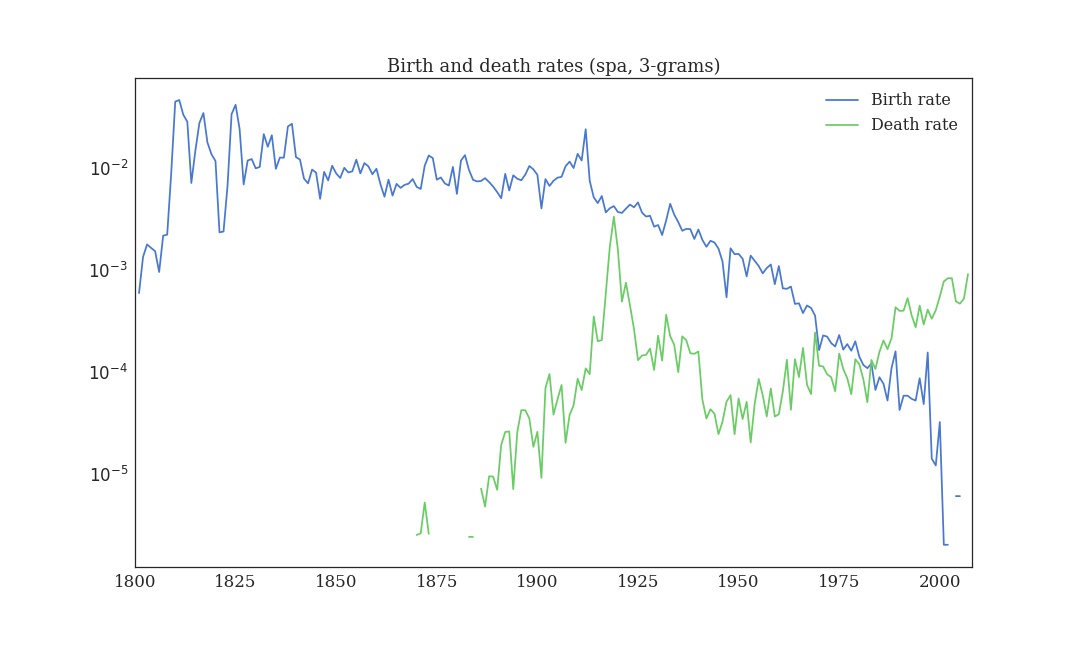 Birth and death rates (spa, 3-grams)
Birth rate
Death rate
10⁻²
10⁻³
10⁻⁴
10⁻⁵
1800 1825 1850 1875 1900 1925 1950 1975 2000